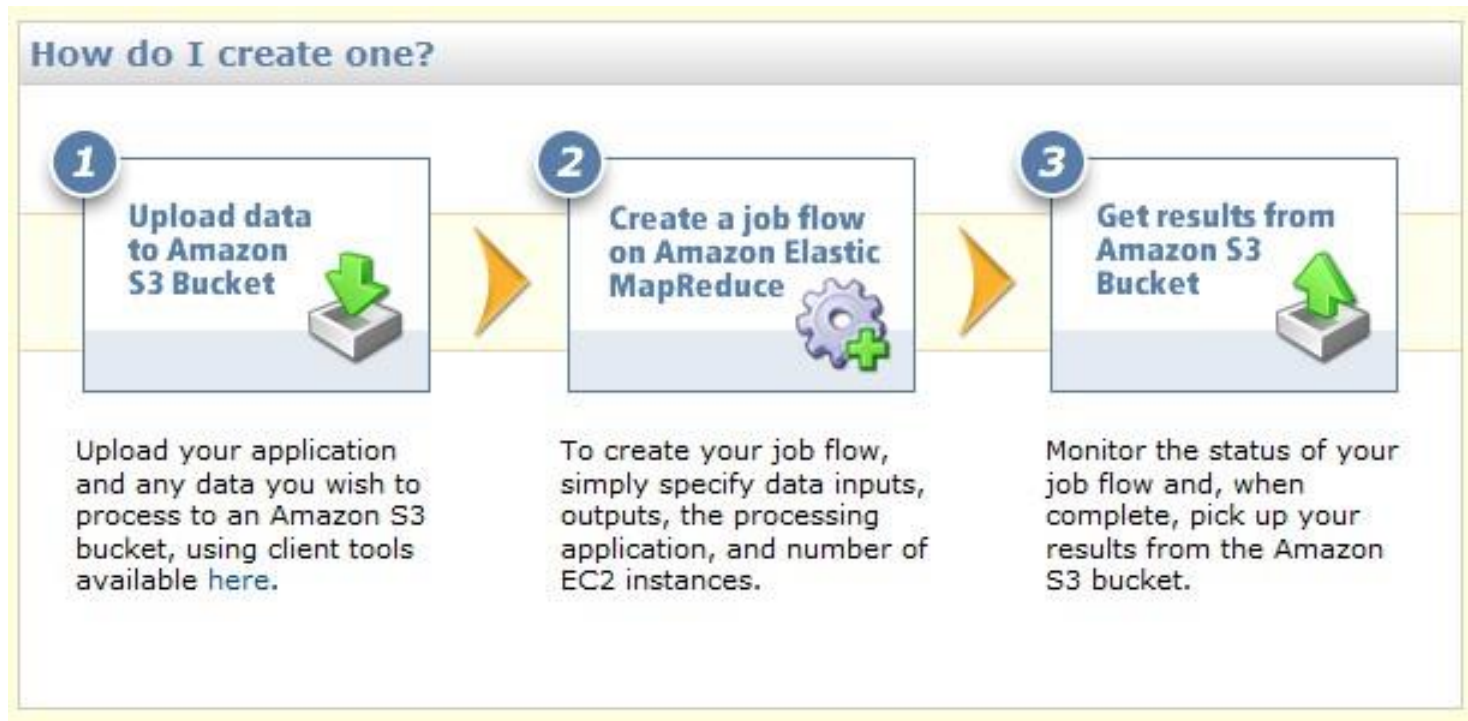 How do I create one?
1
Upload data
to Amazon
S3 Bucket
Upload your application
and any data you wish to
process to an Amazon S3
bucket, using client tools
available here.
2
Create a job flow
on Amazon Elastic
MapReduce
To create your job flow,
simply specify data inputs,
outputs, the processing
application, and number of
EC2 instances.
3
Get results from
Amazon S3
Bucket
Monitor the status of your
job flow and, when
complete, pick up your
results from the Amazon
S3 bucket.